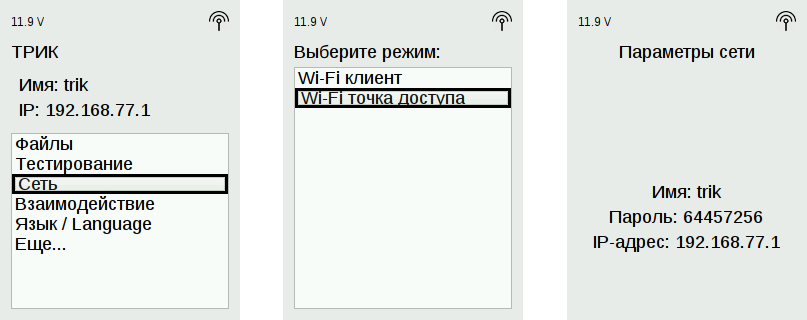 11.9 V
ТРИК
Имя: trik
IP: 192.168.77.1
Файлы
Тестирование
Сеть
Взаимодействие
Язык / Language
Еще...
11.9 V
Выберите режим:
Wi-Fi клиент
Wi-Fi точка доступа
11.9 V
Параметры сети
Имя: trik
Пароль: 64457256
IP-адрес: 192.168.77.1